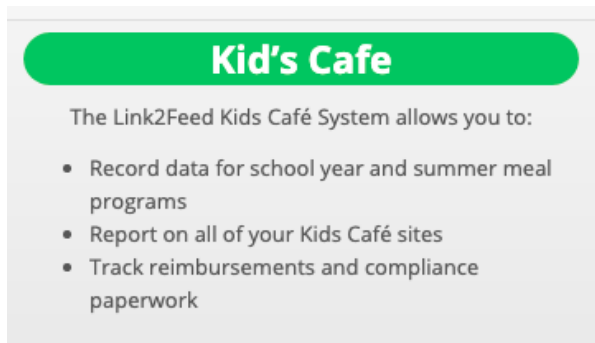 Kid’s Cafe
The Link2Feed Kids Café System allows you to:
• Record data for school year and summer meal
programs
• Report on all of your Kids Café sites
• Track reimbursements and compliance
paperwork